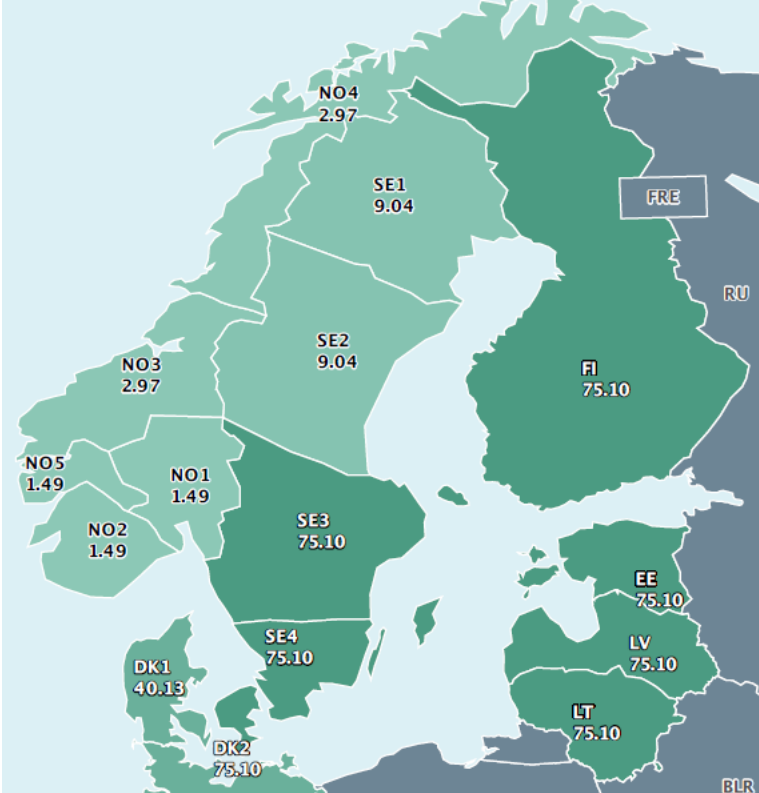 NO4
2.97
SE1
9.04
FRE
RU
SE2
9.04
NO3
2.97
FI
75.10
NO5
1.49
NO1
1.49
NO2
1.49
SE3
75.10
EE
75.10
SE4
75.10
LV
75.10
DK1
40.13
LT
75.10
DK2
75.10
BLR